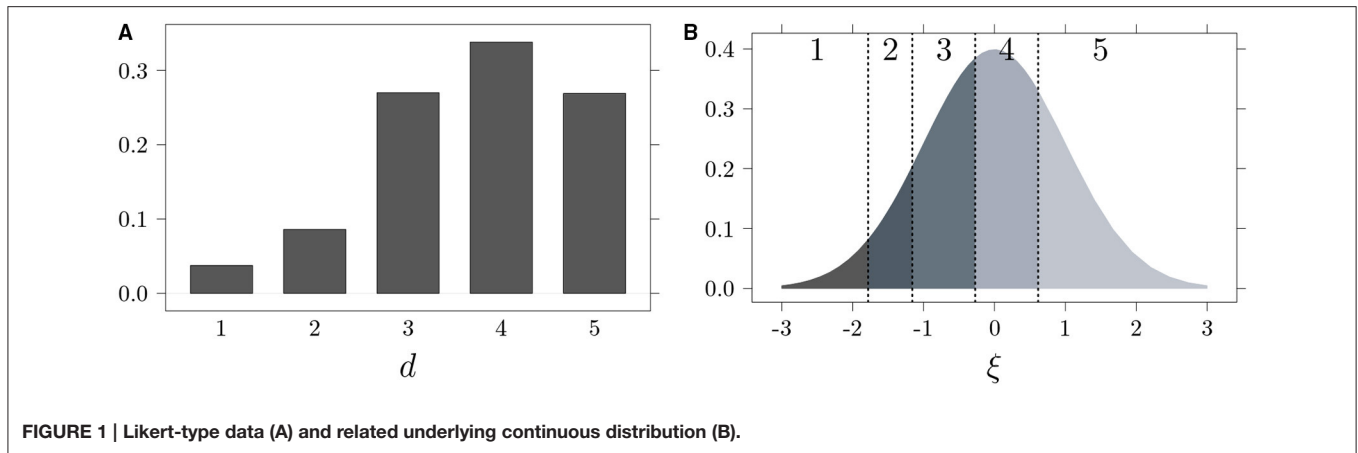 A
0.3
0.2
0.1
0.0
1 2 3 4 5
d
B
1 2 3 4 5
0.4
0.3
0.2
0.1
0.0
-3 -2 -1 0 1 2 3
ξ
FIGURE 1 | Likert-type data (A) and related underlying continuous distribution (B).